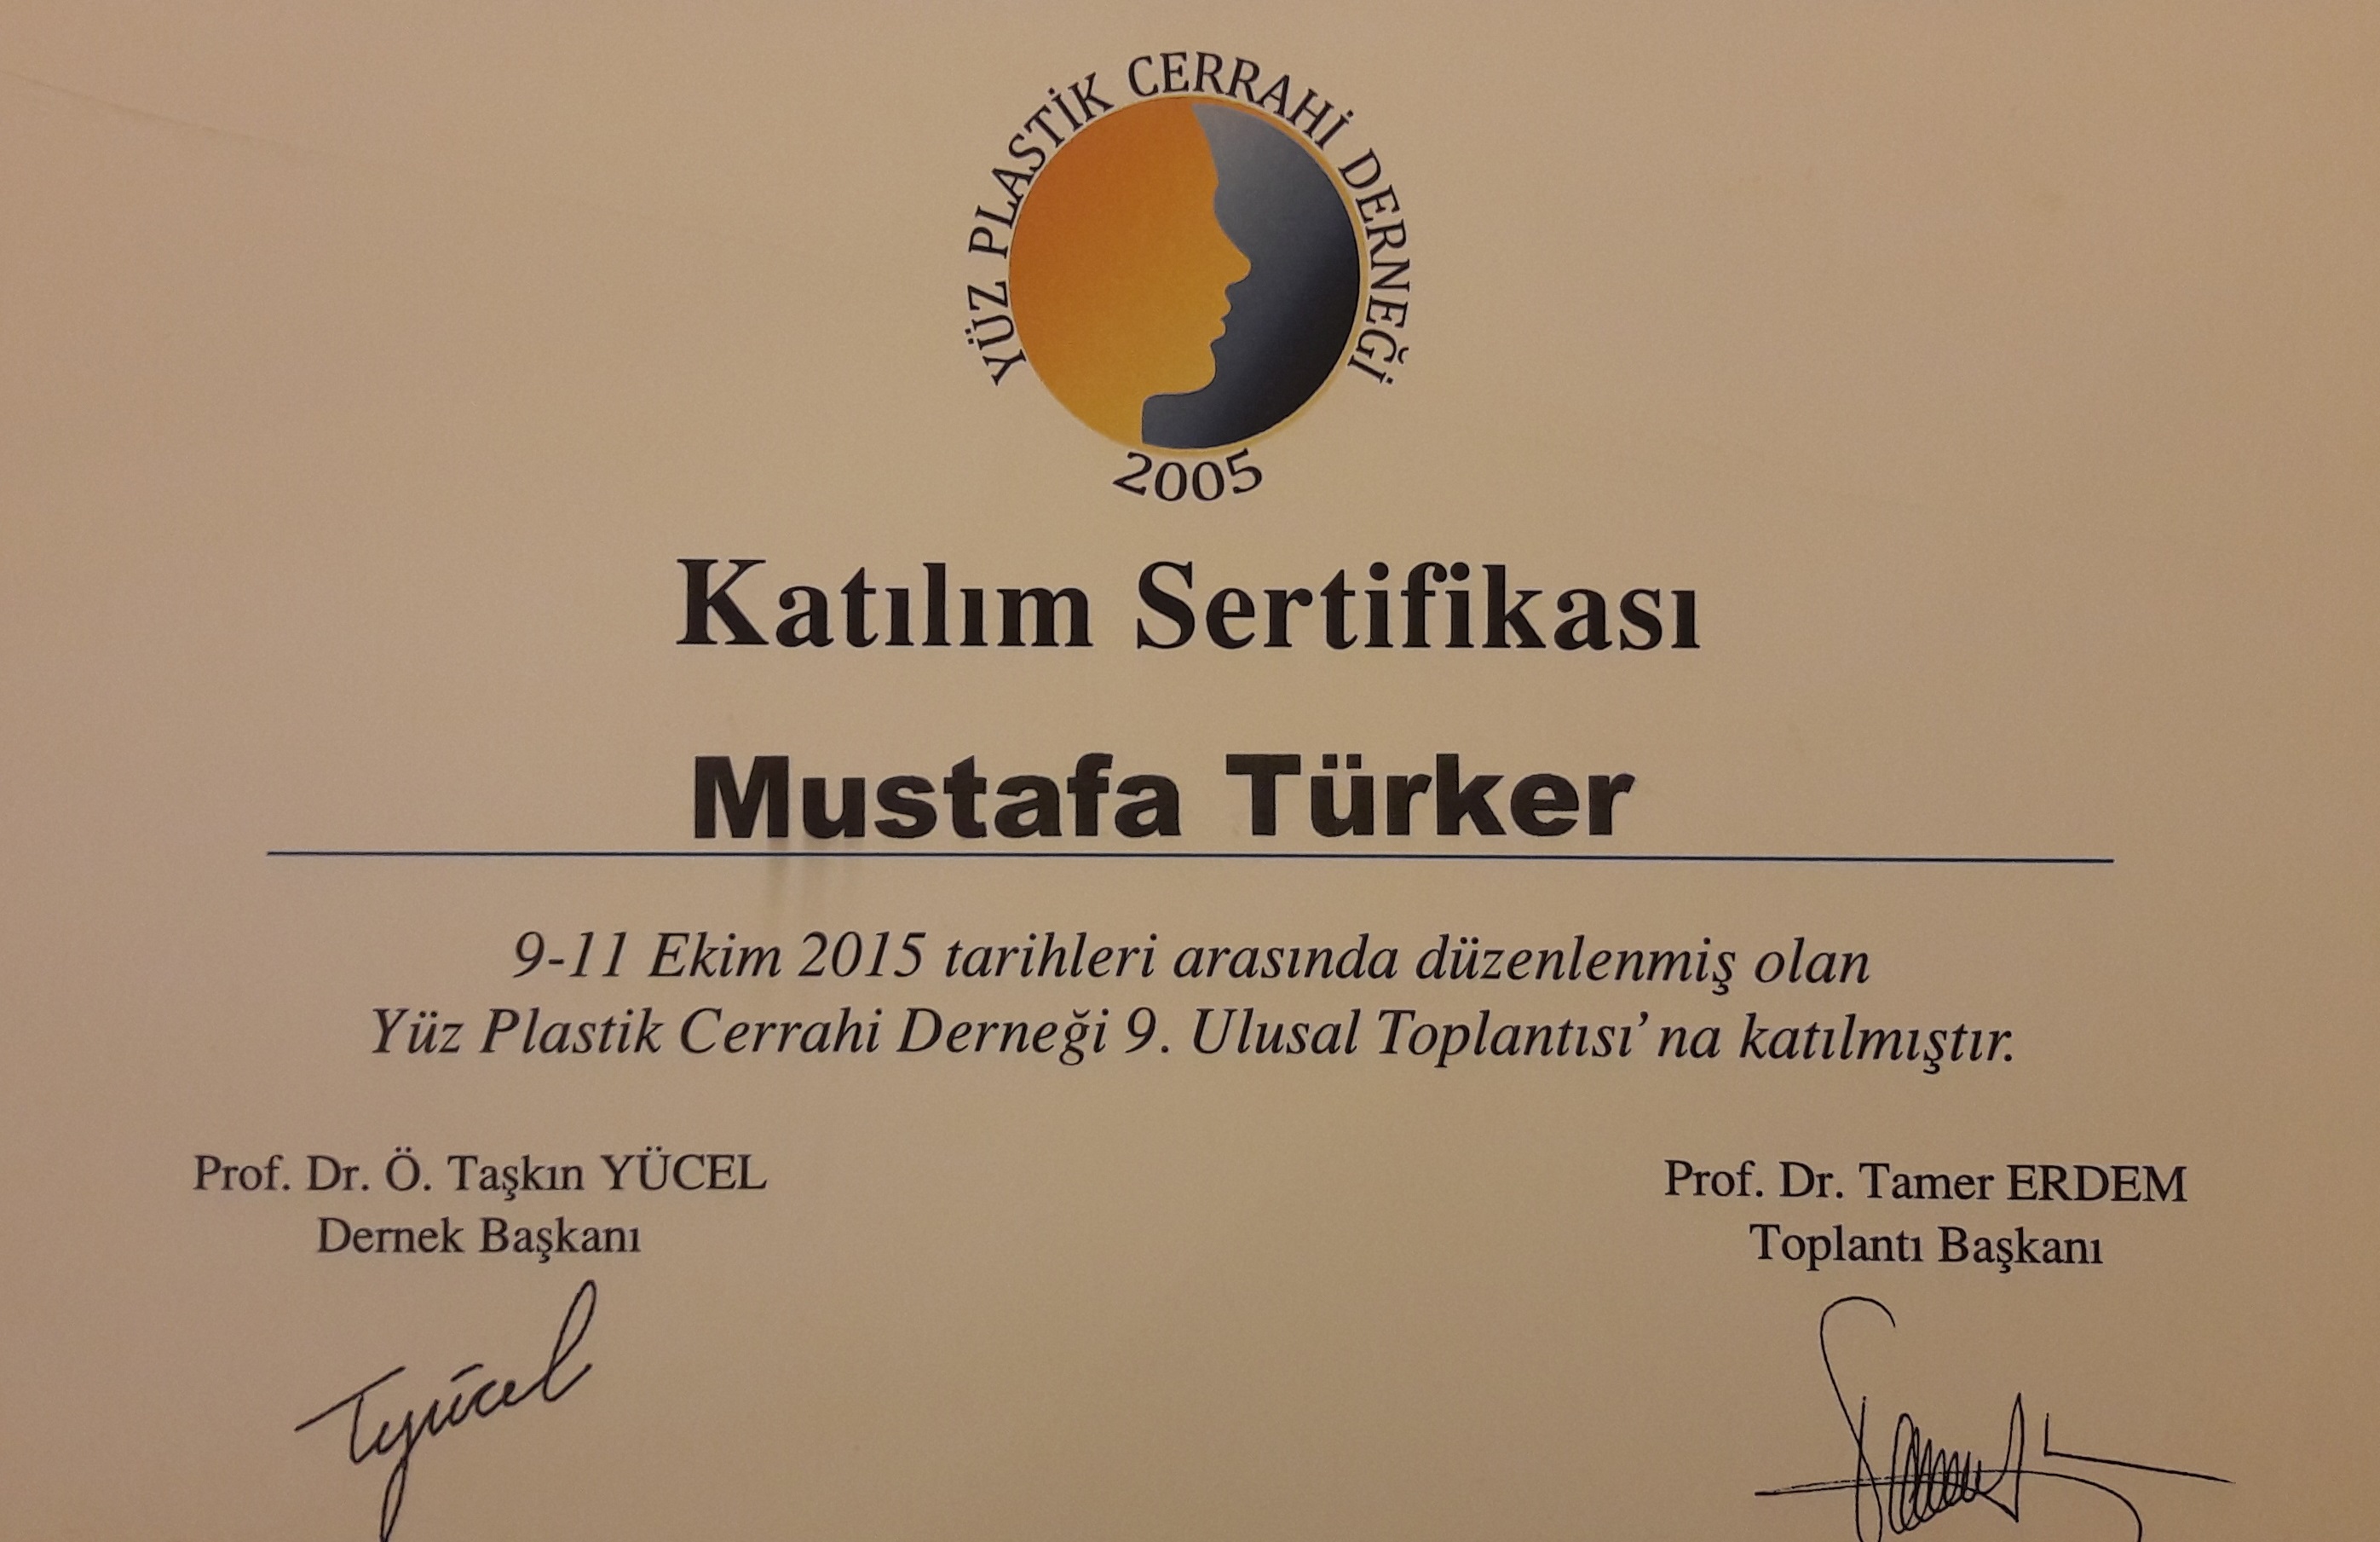 YÜZ PLASTİK CERRAHİ DERNEĞİ
2005
Katılım Sertifikası
Mustafa Türker
9-11 Ekim 2015 tarihleri arasında düzenlenmiş olan
Yüz Plastik Cerrahi Derneği 9. Ulusal Toplantısı’na katılmıştır.
Prof. Dr. Ö. Taşkın YÜCEL
Dernek Başkanı
Tyücel
Prof. Dr. Tamer ERDEM
Toplantı Başkanı